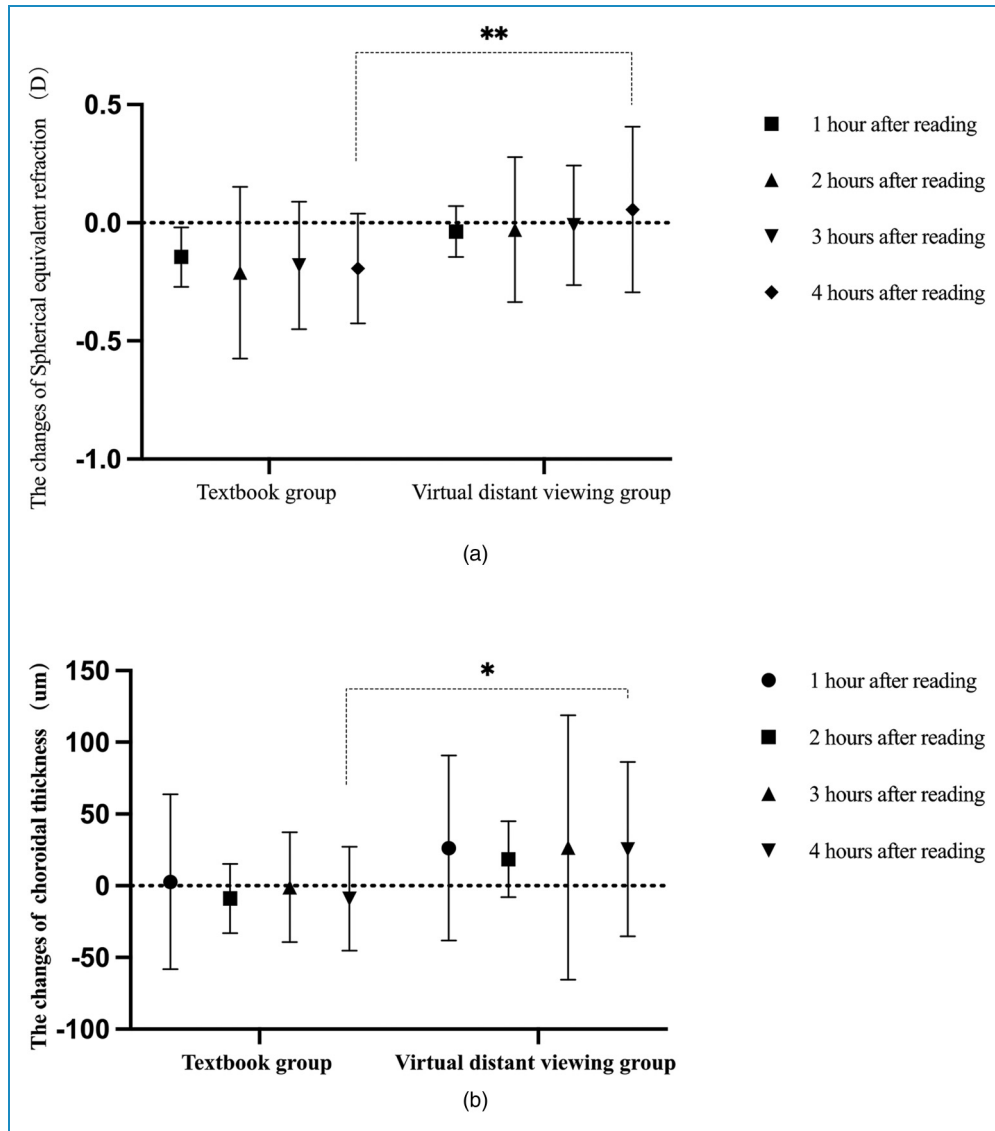 **
The changes of Spherical equivalent refraction（D）
0.5
0.0
-0.5
-1.0
Textbook group
Virtual distant viewing group
1 hour after reading
2 hours after reading
3 hours after reading
4 hours after reading
(a)
*
The changes of choroidal thickness（um）
150
100
50
0
-50
-100
Textbook group
Virtual distant viewing group
1 hour after reading
2 hours after reading
3 hours after reading
4 hours after reading
(b)